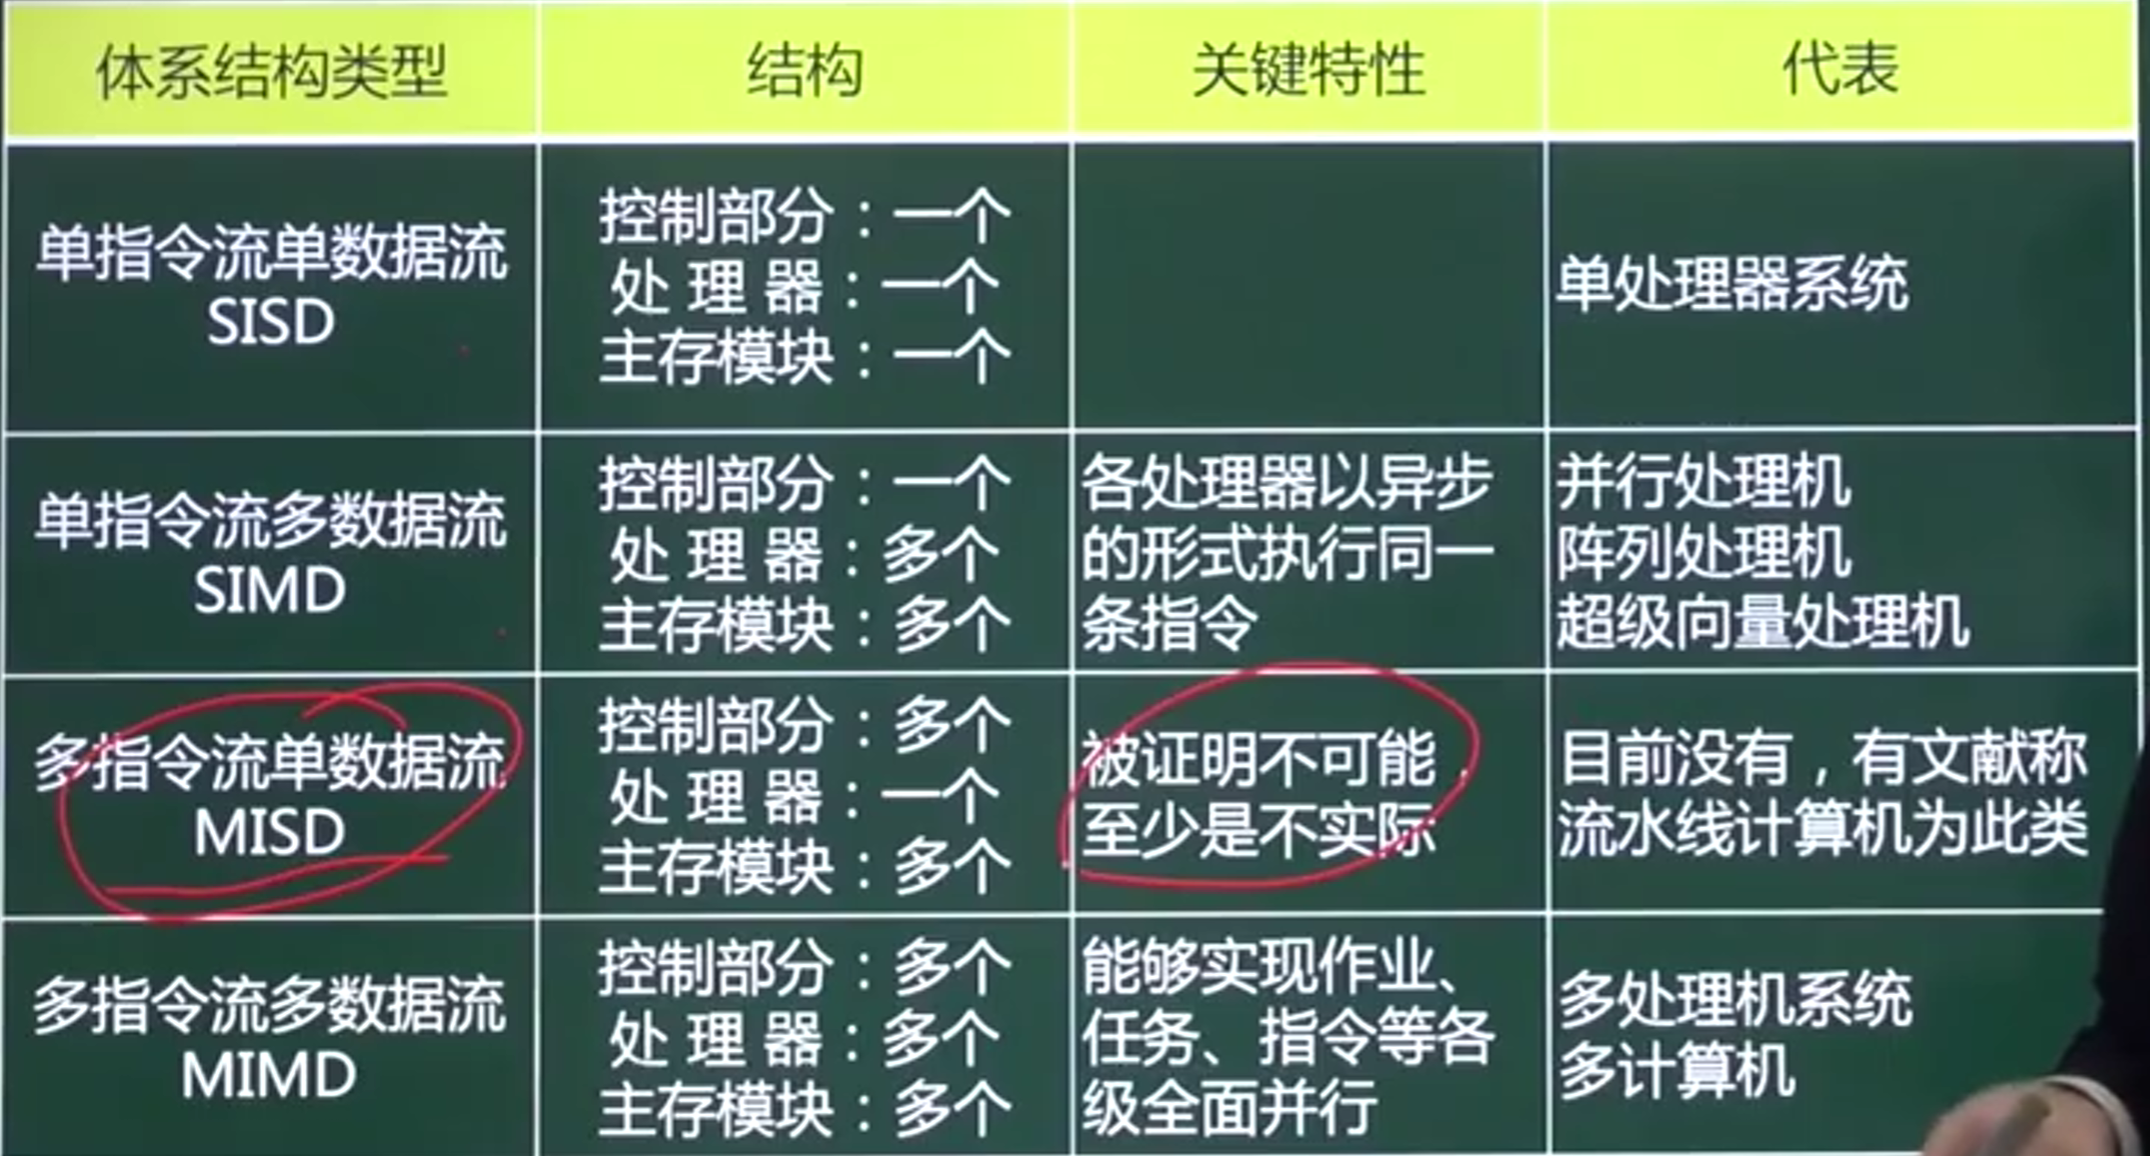 体系结构类型
结构
关键特性
代表
单指令流单数据流
SISD
控制部分：一个
处 理 器：一个
主存模块：一个
单处理器系统
单指令流多数据流
SIMD
控制部分：一个
处 理 器：多个
主存模块：多个
各处理器以异步
的形式执行同一
条指令
并行处理机
阵列处理机
超级向量处理机
多指令流单数据流
MISD
控制部分：多个
处 理 器：一个
主存模块：多个
被证明不可能，
至少是不实际
目前没有，有文献称
流水线计算机为此类
多指令流多数据流
MIMD
控制部分：多个
处 理 器：多个
主存模块：多个
能够实现作业、
任务、指令等各
级全面并行
多处理机系统
多计算机